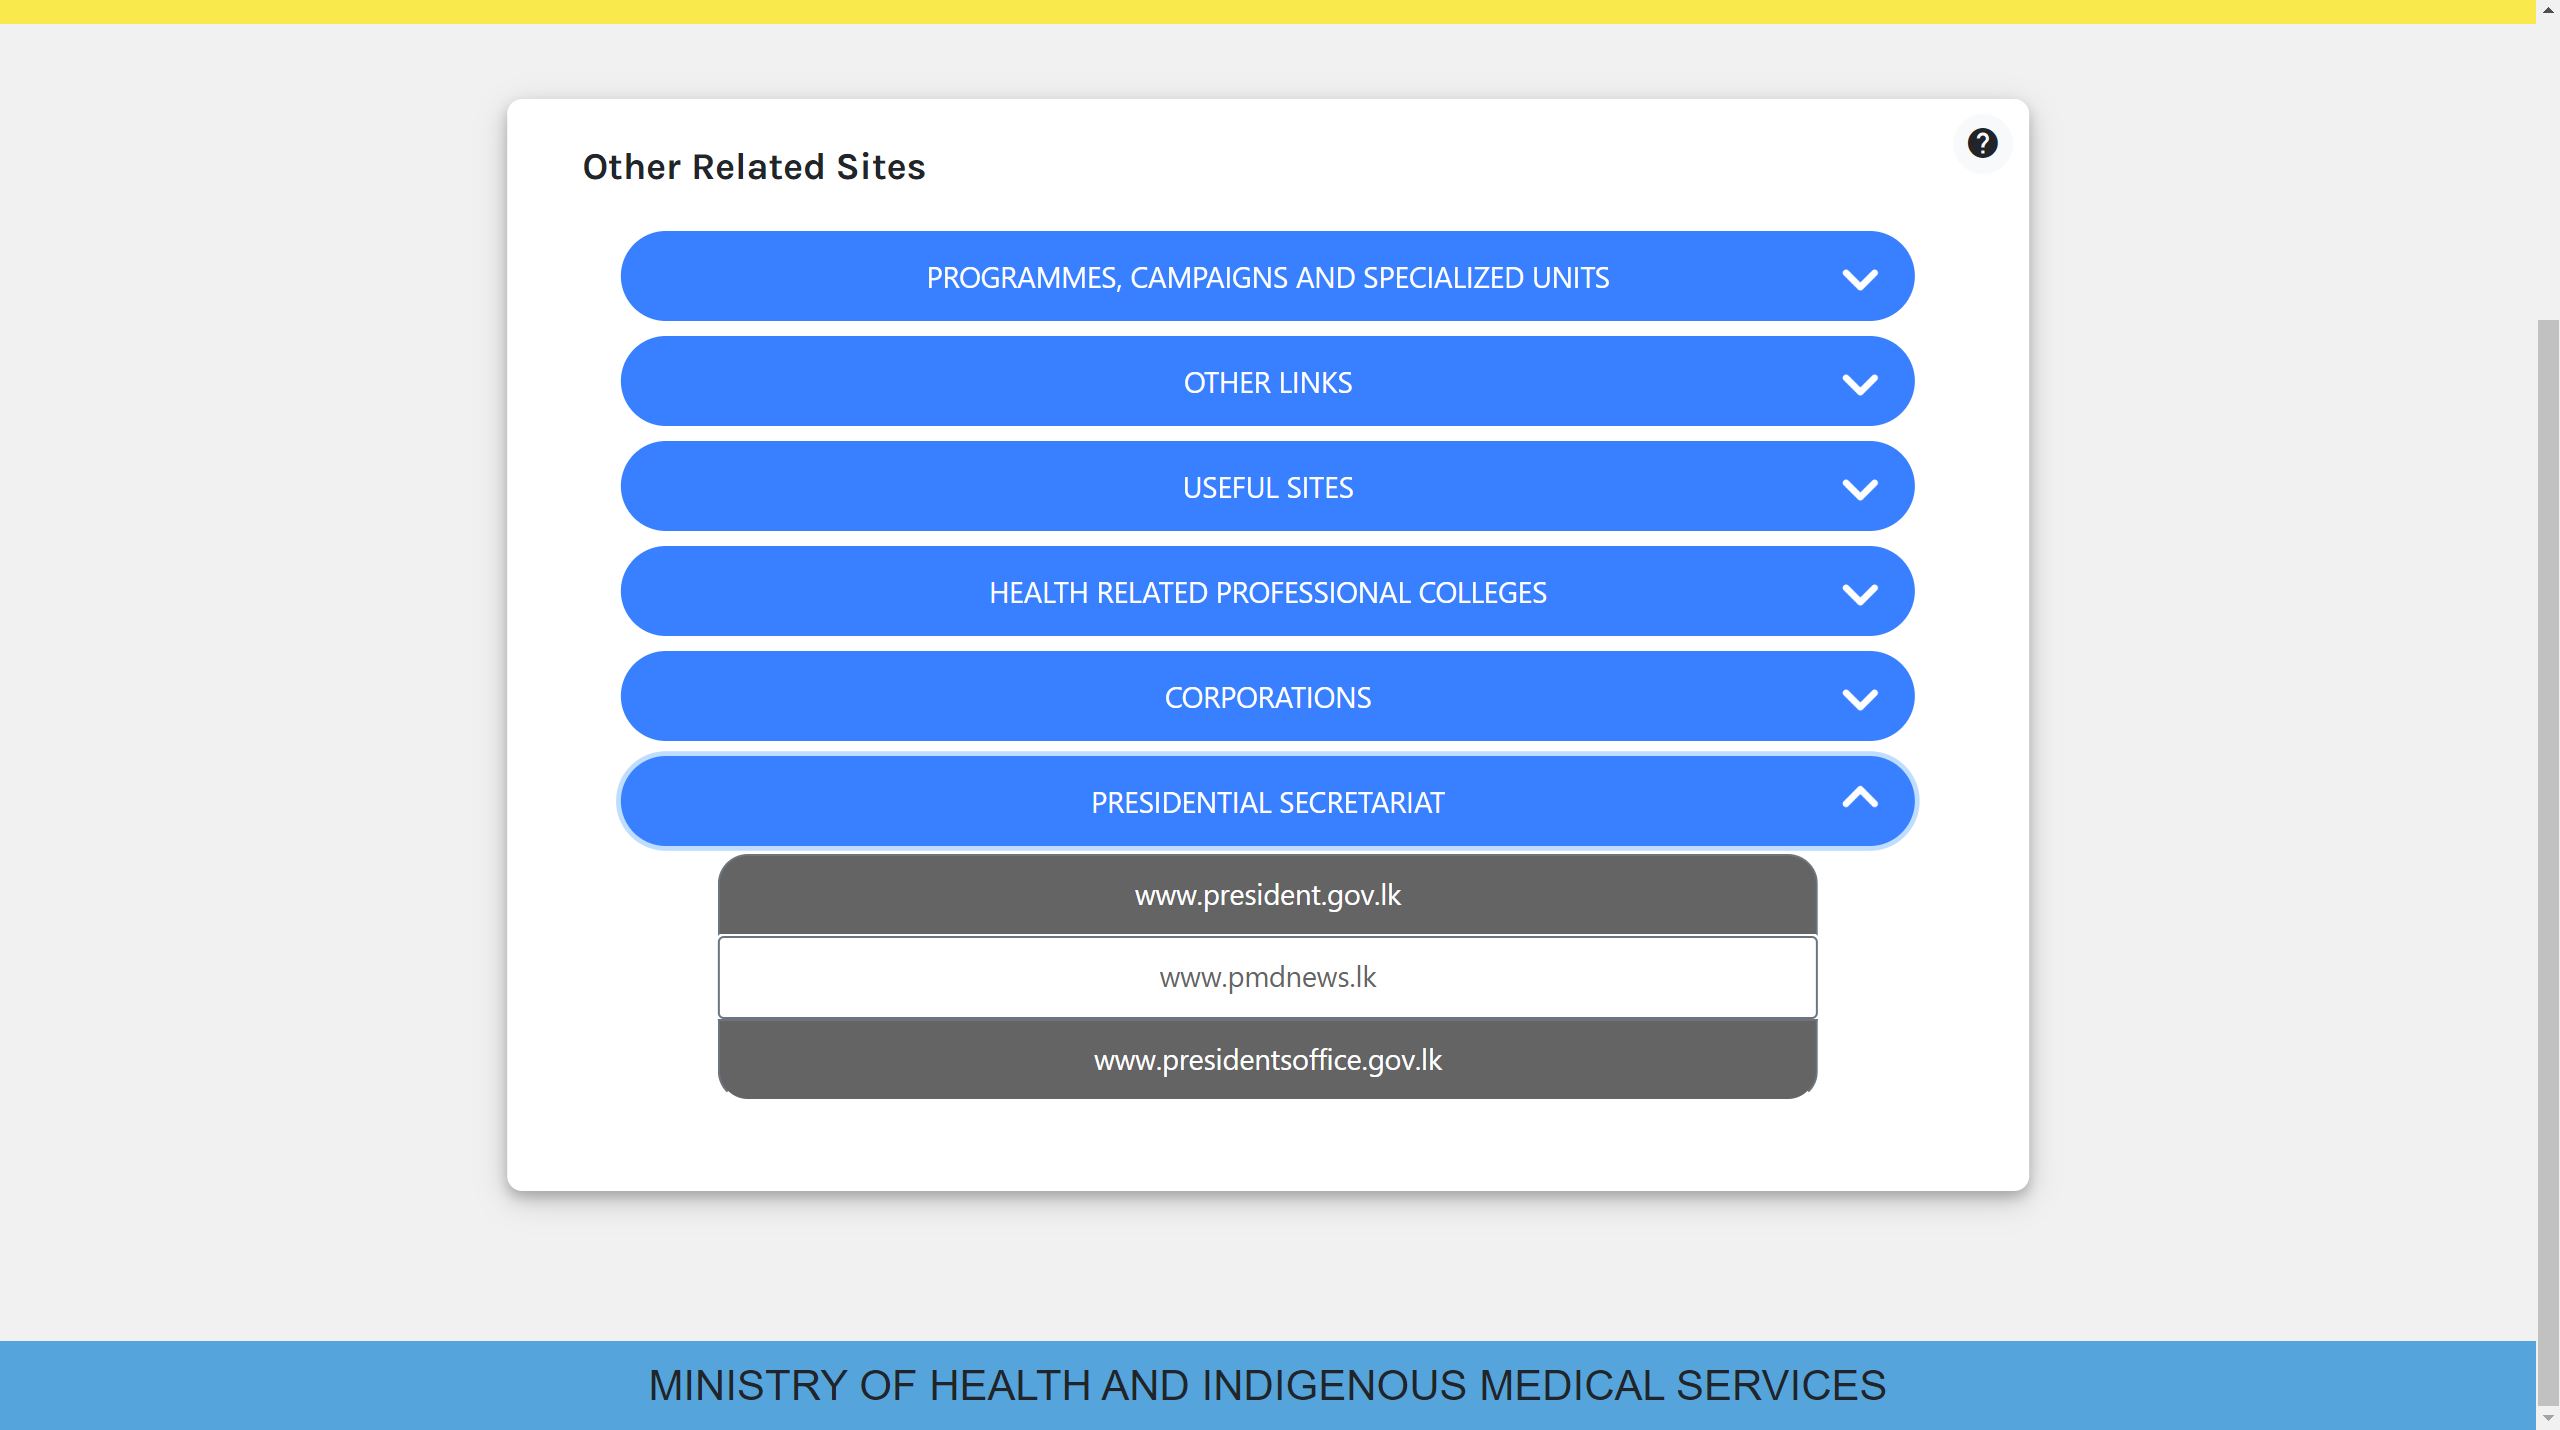 Other Related Sites
PROGRAMMES, CAMPAIGNS AND SPECIALIZED UNITS
OTHER LINKS
USEFUL SITES
HEALTH RELATED PROFESSIONAL COLLEGES
CORPORATIONS
PRESIDENTIAL SECRETARIAT
www.president.gov.lk
www.pmdnews.lk
www.presidentsoffice.gov.lk
MINISTRY OF HEALTH AND INDIGENOUS MEDICAL SERVICES